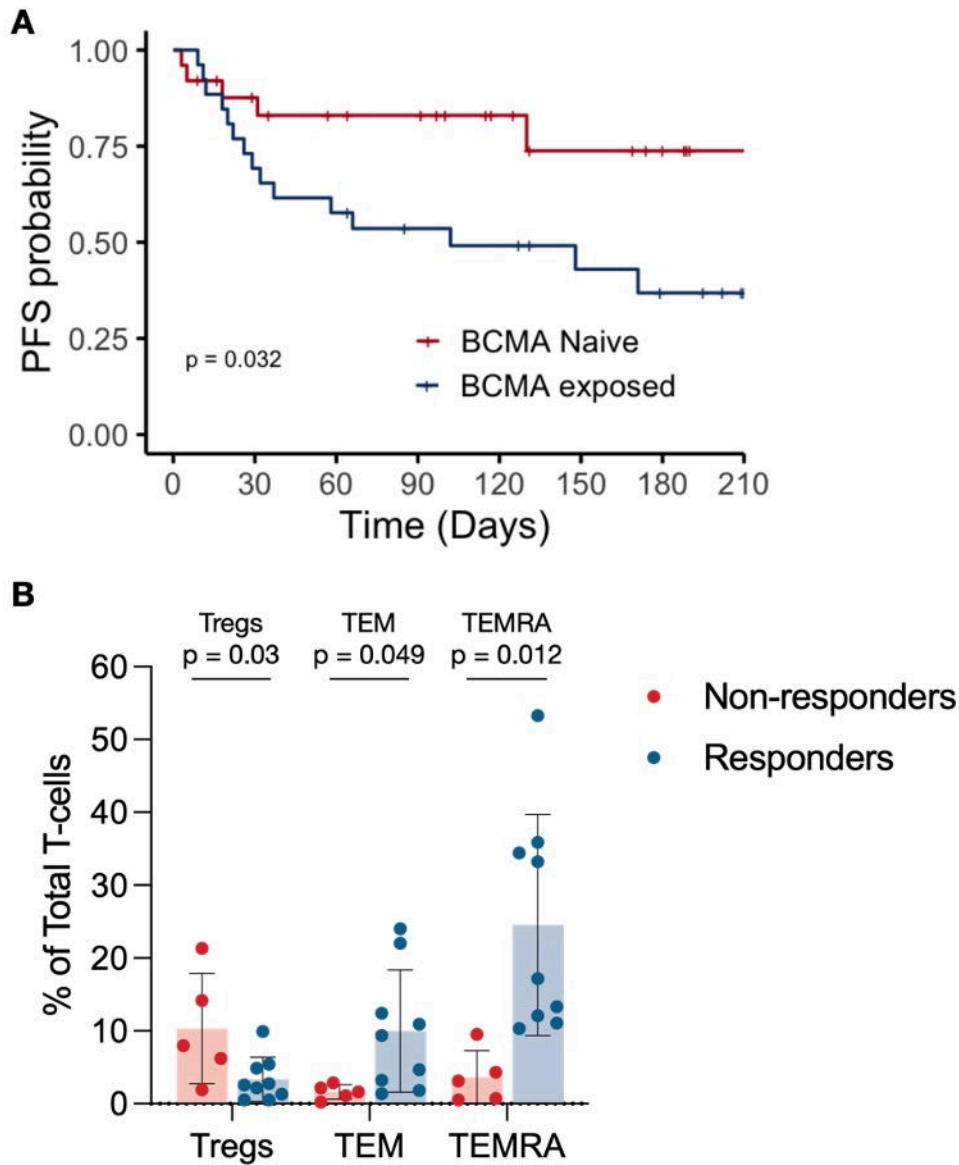 A
1.00
0.75
0.50
0.25
0.00
PFS probability
p = 0.032
BCMA Naive
BCMA exposed
0 30 60 90 120 150 180 210
Time (Days)
B
Tregs TEM TEMRA
p = 0.03 p = 0.049 p = 0.012
60
50
40
30
20
10
0
% of Total T-cells
Non-responders
Responders
Tregs TEM TEMRA